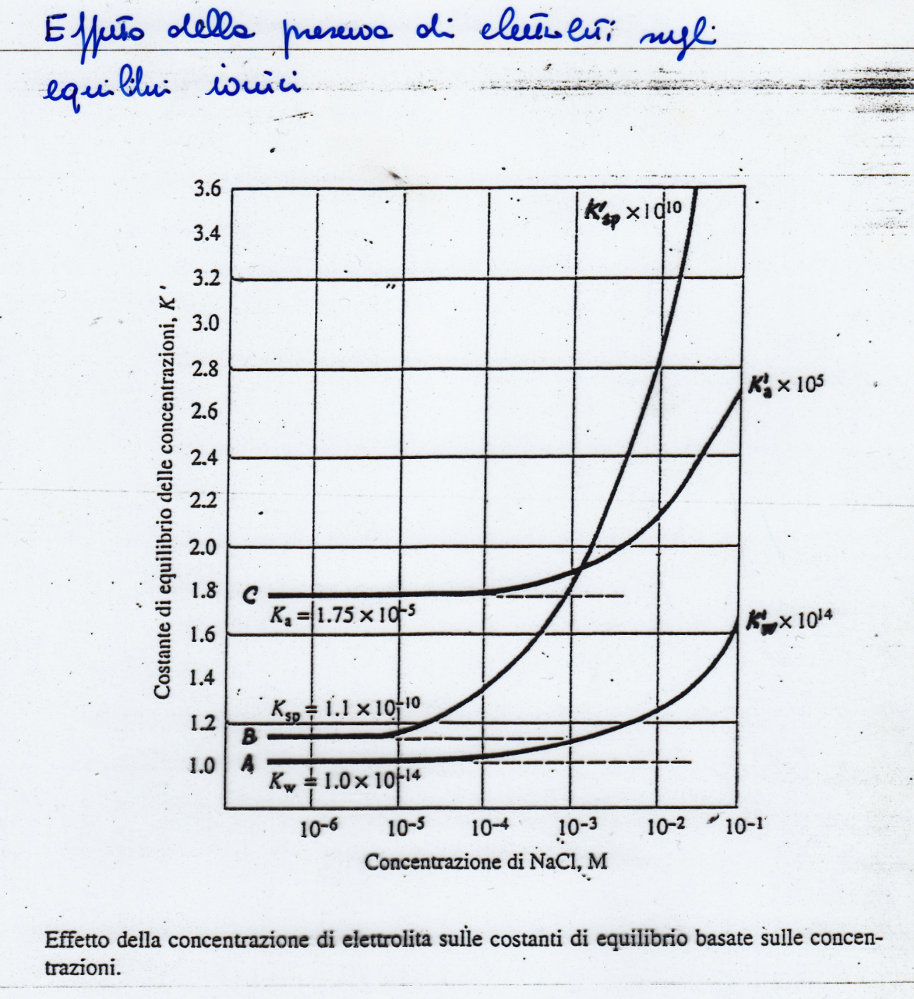 Effetto della presenza di elettroliti sugli
equilibri ionici
3.6
3.4
3.2
3.0
2.8
2.6
2.4
2.2
2.0
1.8
1.6
1.4
1.2
1.0
Costante di equilibrio delle concentrazioni, K'
K'sp × 10¹⁰
K'a × 10⁵
K'w × 10¹⁴
C
Ka = 1.75 × 10⁻⁵
Ksp = 1.1 × 10⁻¹⁰
B
A
Kw = 1.0 × 10⁻¹⁴
10⁻⁶ 10⁻⁵ 10⁻⁴ 10⁻³ 10⁻² 10⁻¹
Concentrazione di NaCl, M
Effetto della concentrazione di elettrolita sulle costanti di equilibrio basate sulle concen-
trazioni.